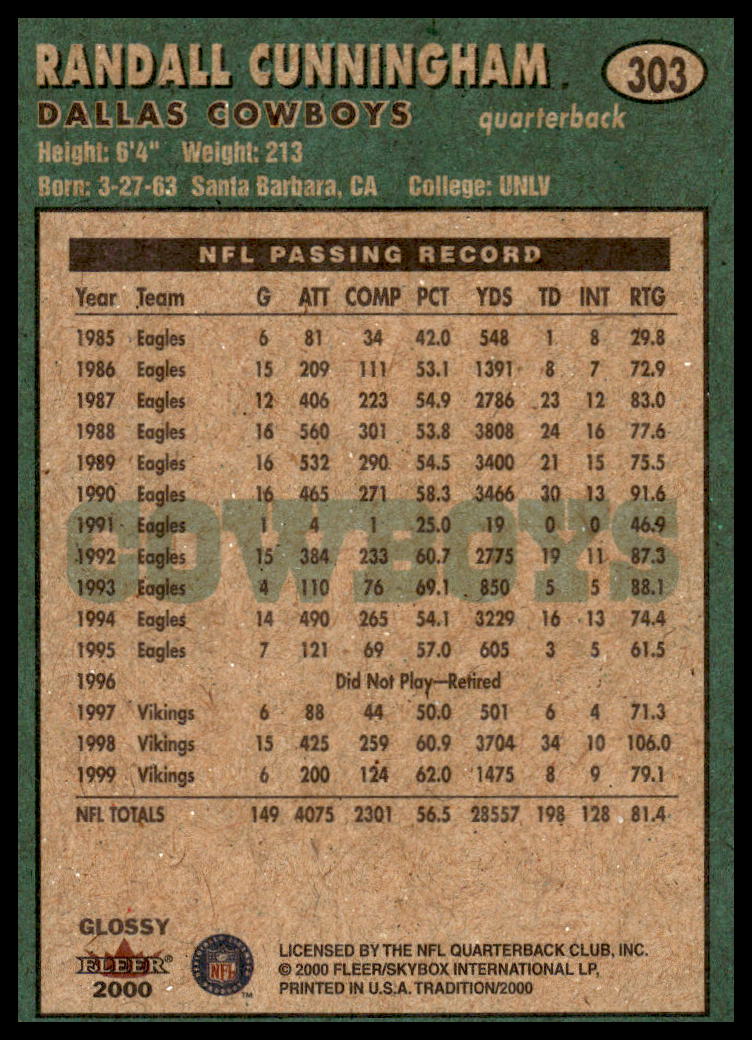 RANDALL CUNNINGHAM 303
DALLAS COWBOYS quarterback
Height: 6'4" Weight: 213
Born: 3-27-63 Santa Barbara, CA College: UNLV
NFL PASSING RECORD
Year Team G ATT COMP PCT YDS TD INT RTG
1985 Eagles 6 81 34 42.0 548 1 8 29.8
1986 Eagles 15 209 111 53.1 1391 8 7 72.9
1987 Eagles 12 406 223 54.9 2786 23 12 83.0
1988 Eagles 16 560 301 53.8 3808 24 16 77.6
1989 Eagles 16 532 290 54.5 3400 21 15 75.5
1990 Eagles 16 465 271 58.3 3466 30 13 91.6
COWBOYS
1991 Eagles 1 4 1 25.0 19 0 0 46.9
1992 Eagles 15 384 233 60.7 2775 19 11 87.3
1993 Eagles 4 110 76 69.1 850 5 5 88.1
1994 Eagles 14 490 265 54.1 3229 16 13 74.4
1995 Eagles 7 121 69 57.0 605 3 5 61.5
1996 Did Not Play—Retired
1997 Vikings 6 88 44 50.0 501 6 4 71.3
1998 Vikings 15 425 259 60.9 3704 34 10 106.0
1999 Vikings 6 200 124 62.0 1475 8 9 79.1
NFL TOTALS 149 4075 2301 56.5 28557 198 128 81.4
GLOSSY
FLEER
2000
NFL
TM
LICENSED BY THE NFL QUARTERBACK CLUB, INC.
© 2000 FLEER/SKYBOX INTERNATIONAL LP,
PRINTED IN U.S.A. TRADITION/2000